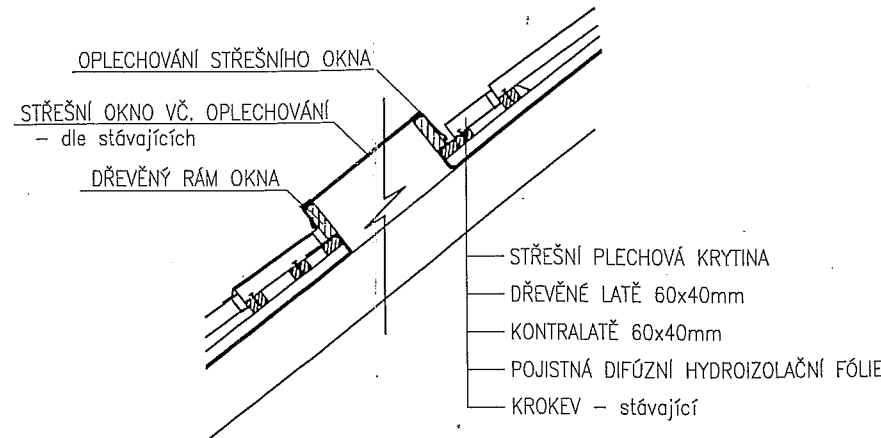 OPLECHOVÁNÍ STŘEŠNÍHO OKNA
STŘEŠNÍ OKNO VČ. OPLECHOVÁNÍ
– dle stávajících
DŘEVĚNÝ RÁM OKNA
STŘEŠNÍ PLECHOVÁ KRYTINA
DŘEVĚNÉ LATĚ 60x40mm
KONTRALATĚ 60x40mm
POJISTNÁ DIFÚZNÍ HYDROIZOLAČNÍ FÓLIE
KROKEV – stávající